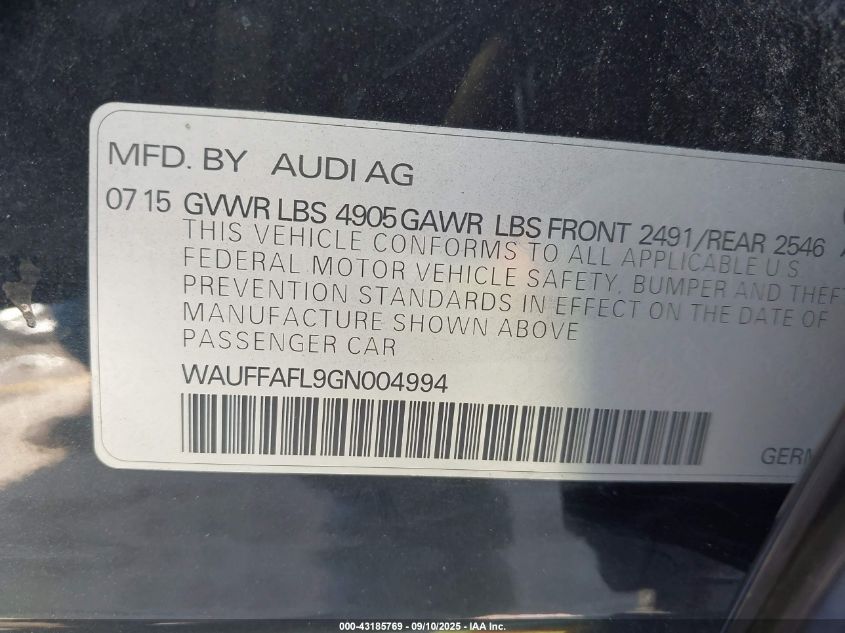 MFD. BY AUDI AG
07 15 GVWR LBS 4905 GAWR LBS FRONT 2491/REAR 2546
THIS VEHICLE CONFORMS TO ALL APPLICABLE U.S.
FEDERAL MOTOR VEHICLE SAFETY, BUMPER AND THEFT
PREVENTION STANDARDS IN EFFECT ON THE DATE OF
MANUFACTURE SHOWN ABOVE
PASSENGER CAR
WAUFFAFL9GN004994
GERM
000-43185769 - 09/10/2025 - IAA Inc.